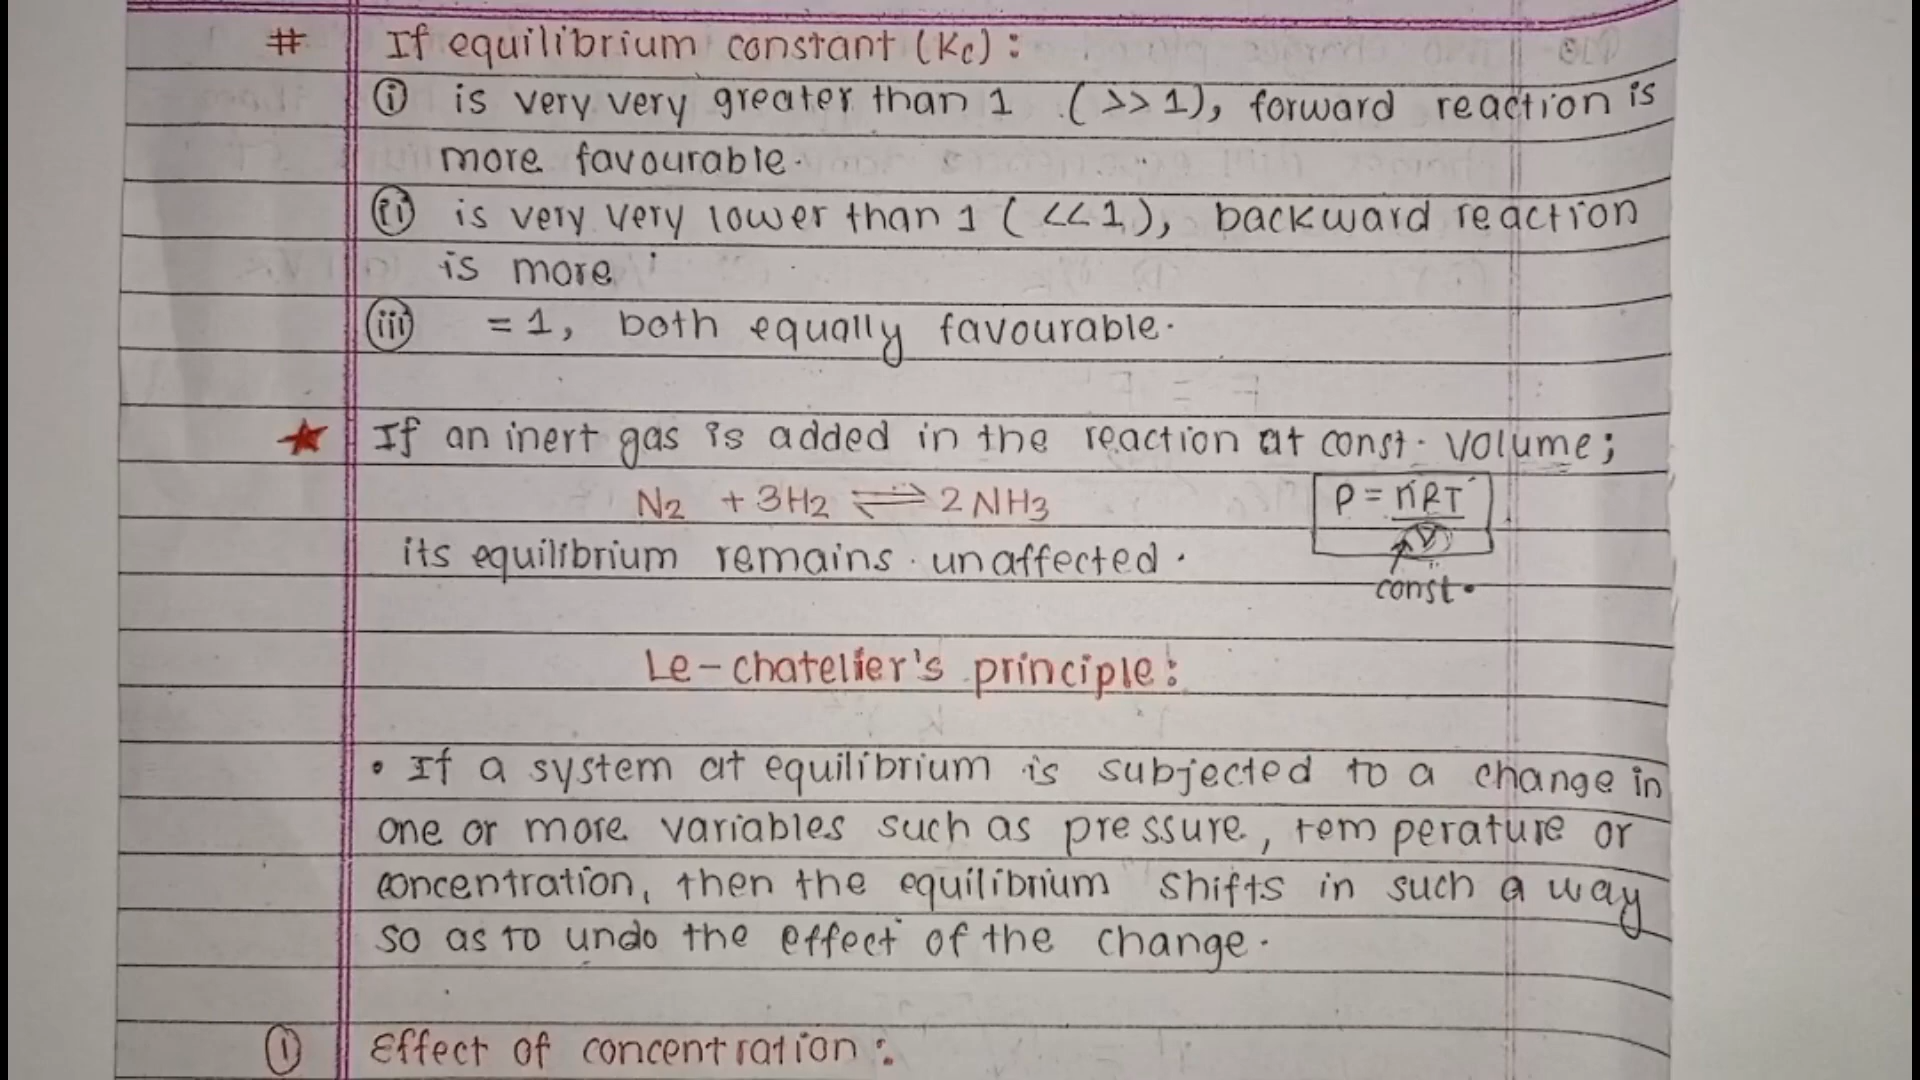 # If equilibrium constant (Kc) :
(i) is very very greater than 1 (>>1), forward reaction is
more favourable.
(ii) is very very lower than 1 (<<1), backward reaction
is more
(iii) = 1, both equally favourable.
★ If an inert gas is added in the reaction at const. volume;
N2 + 3H2 ⇌ 2NH3
P = nRT
V
its equilibrium remains unaffected.
const.
Le-chatelier's principle:
• If a system at equilibrium is subjected to a change in
one or more variables such as pressure, temperature or
concentration, then the equilibrium shifts in such a way
so as to undo the effect of the change.
① Effect of concentration: